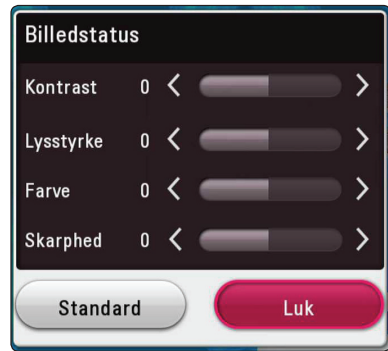 Billedstatus
Kontrast 0
Lysstyrke 0
Farve 0
Skarphed 0
Standard Luk